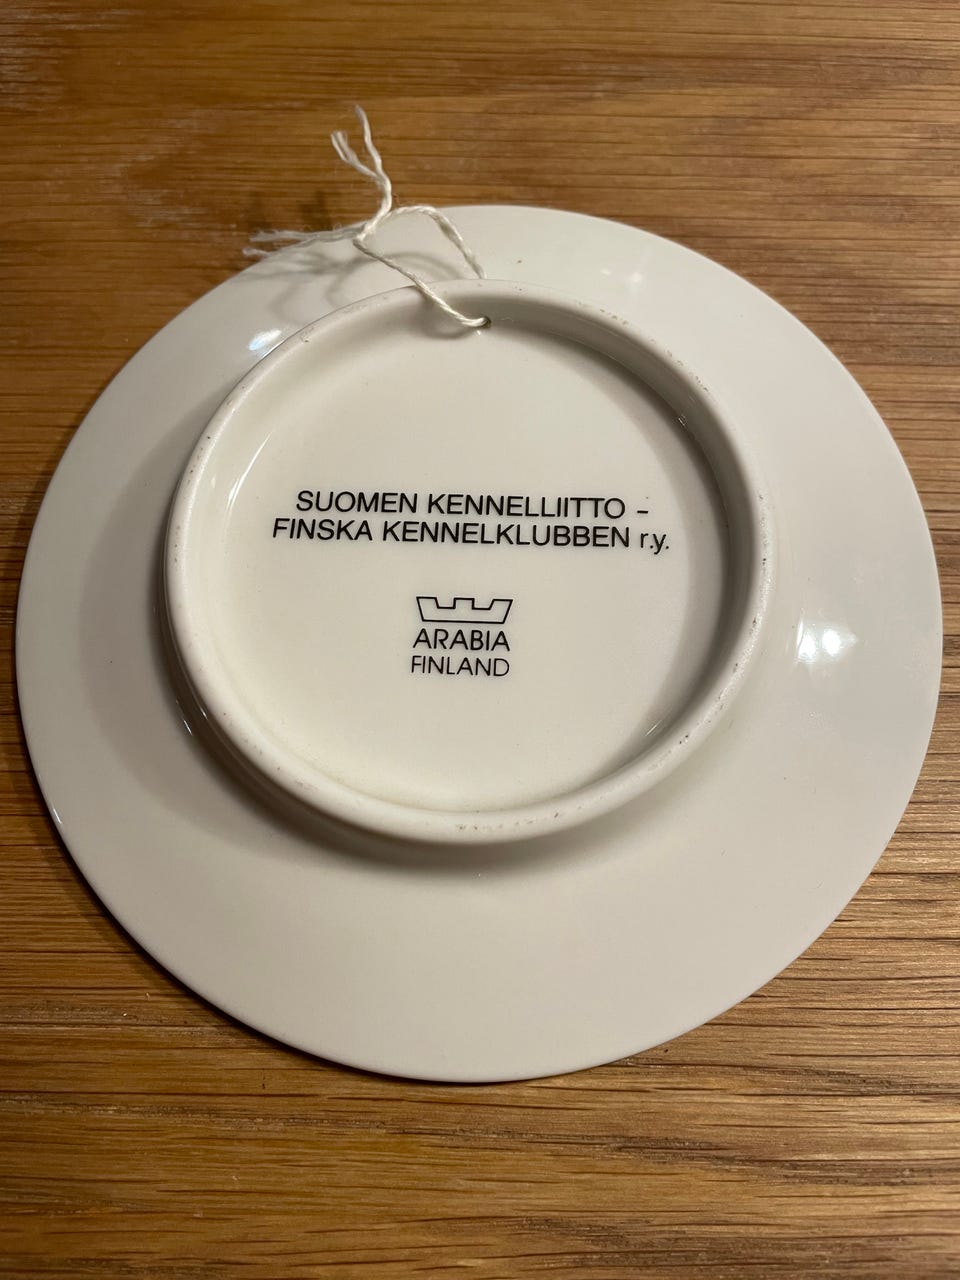 SUOMEN KENNELLIITTO -
FINSKA KENNELKLUBBEN r.y.
ARABIA
FINLAND